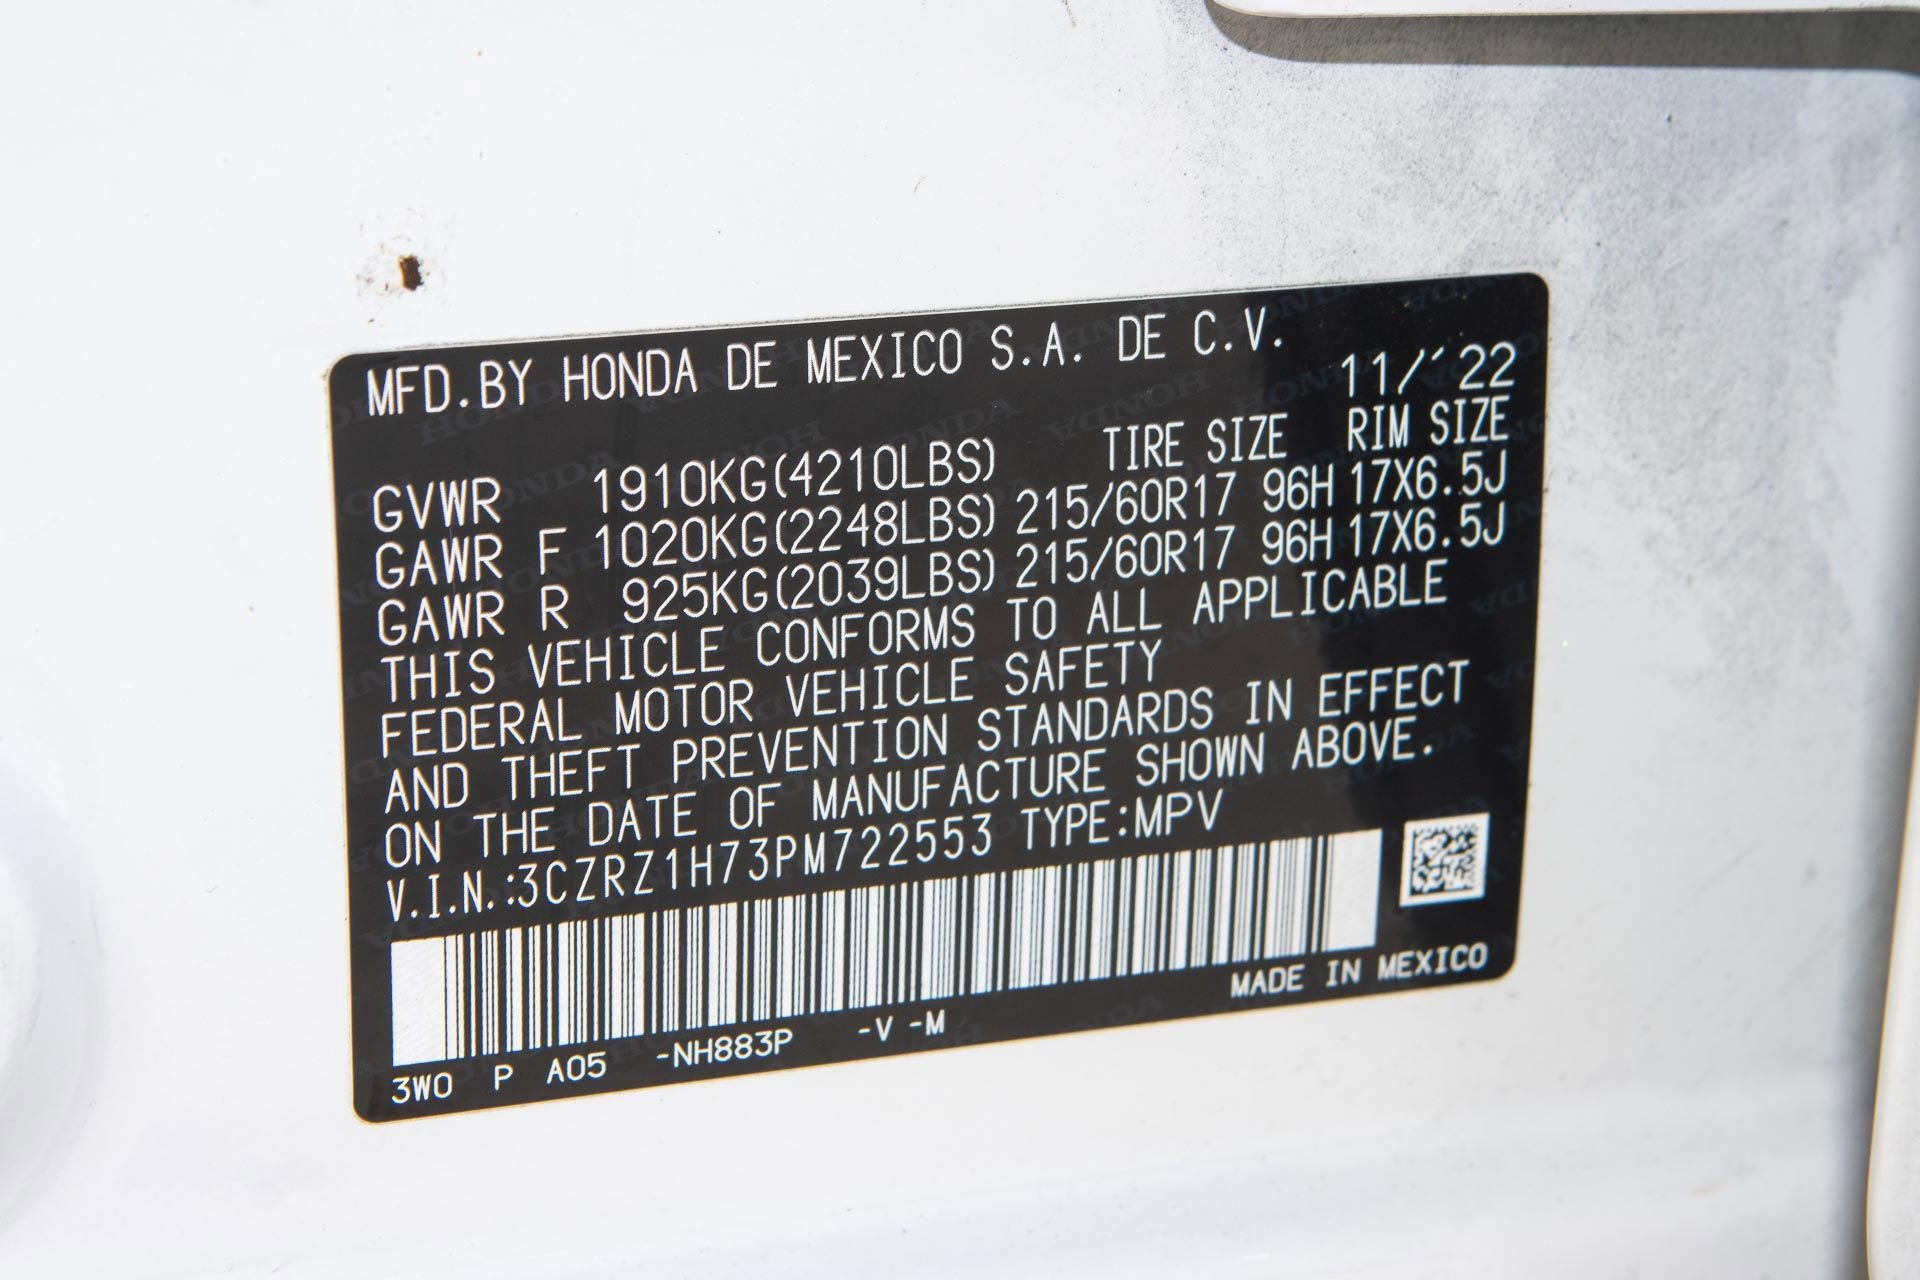 MFD.BY HONDA DE MEXICO S.A. DE C.V.
11/'22
TIRE SIZE RIM SIZE
GVWR 1910KG(4210LBS)
GAWR F 1020KG(2248LBS) 215/60R17 96H 17X6.5J
GAWR R 925KG(2039LBS) 215/60R17 96H 17X6.5J
THIS VEHICLE CONFORMS TO ALL APPLICABLE
FEDERAL MOTOR VEHICLE SAFETY
AND THEFT PREVENTION STANDARDS IN EFFECT
ON THE DATE OF MANUFACTURE SHOWN ABOVE.
V.I.N.:3CZRZ1H73PM722553 TYPE:MPV
MADE IN MEXICO
3W0 P A05 -NH883P -V -M